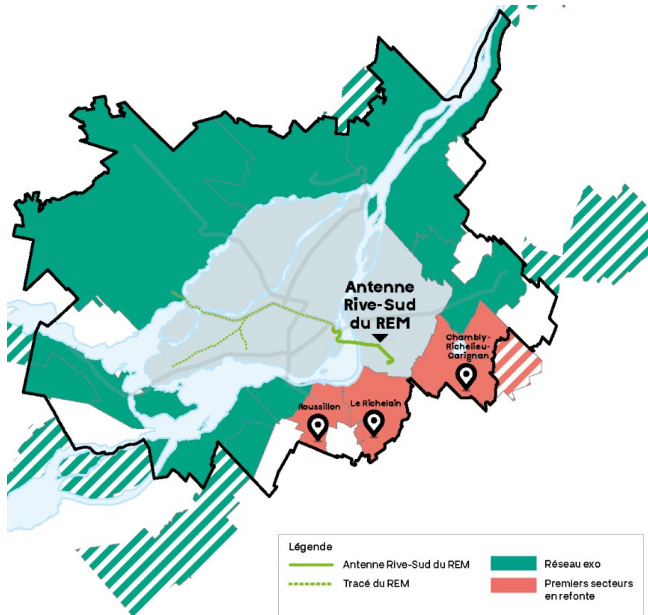 Antenne
Rive-Sud
du REM
Chambly-
Richelieu-
Carignan
Roussillon
Le Richelain
Légende
Antenne Rive-Sud du REM
Tracé du REM
Réseau exo
Premiers secteurs
en refonte